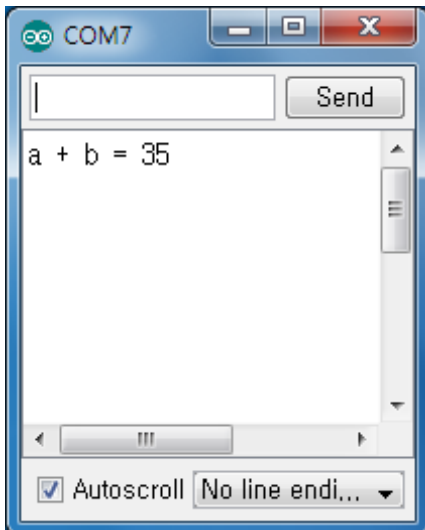 COM7
Send
a + b = 35
Autoscroll
No line endi...